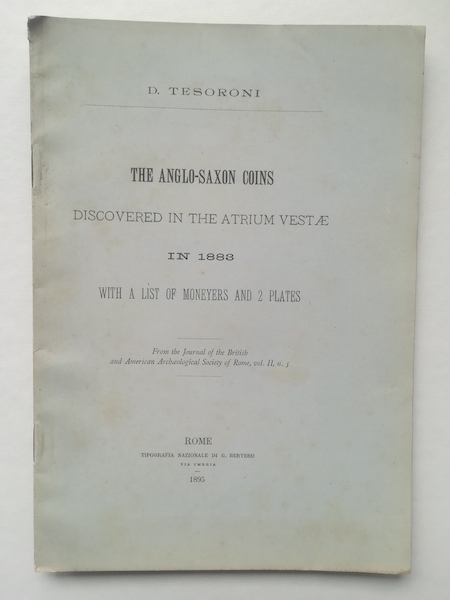 D. TESORONI
THE ANGLO-SAXON COINS
DISCOVERED IN THE ATRIUM VESTÆ
IN 1883
WITH A LIST OF MONEYERS AND 2 PLATES
From the Journal of the British
and American Archæological Society of Rome, vol. II, n. 5
ROME
TIPOGRAFIA NAZIONALE DI G. BERTERO
VIA UMBRIA
1895